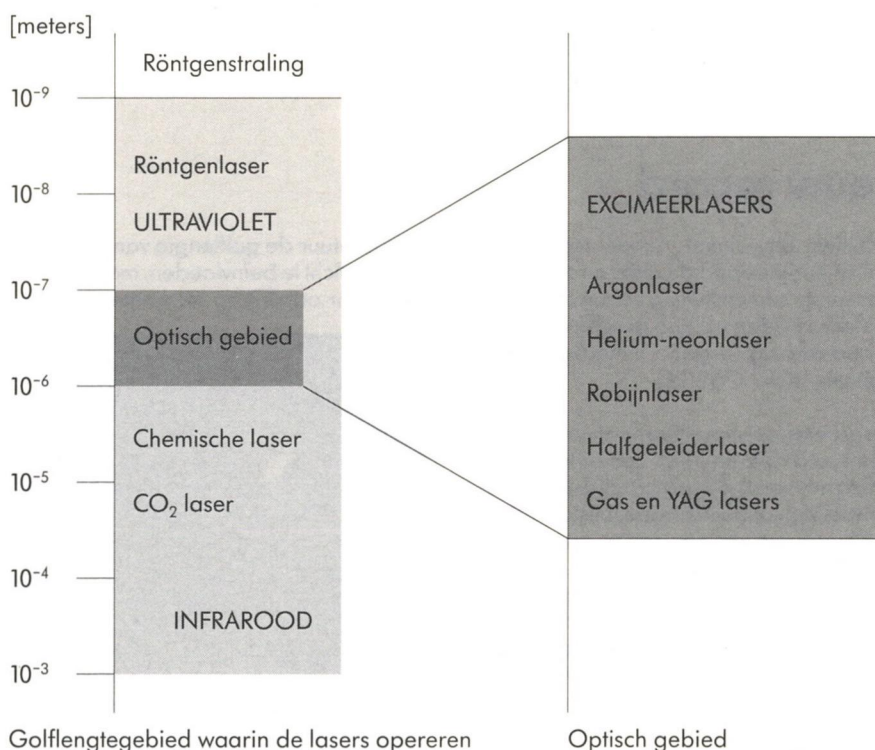 [meters]
Röntgenstraling
10⁻⁹
Röntgenlaser
10⁻⁸
ULTRAVIOLET
10⁻⁷
Optisch gebied
10⁻⁶
Chemische laser
10⁻⁵
CO₂ laser
10⁻⁴
INFRAROOD
10⁻³
Golflengtegebied waarin de lasers opereren
EXCIMEERLASERS
Argonlaser
Helium-neonlaser
Robijnlaser
Halfgeleiderlaser
Gas en YAG lasers
Optisch gebied